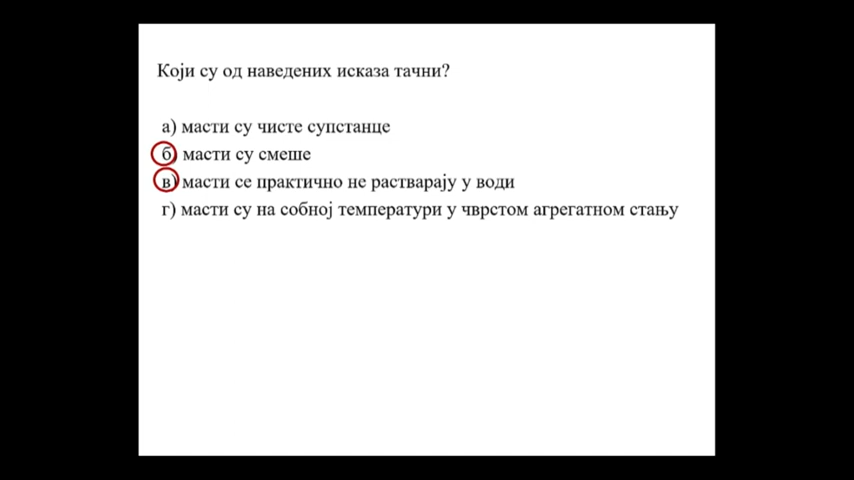 Који су од наведених исказа тачни?
а) масти су чисте супстанце
б) масти су смеше
в) масти се практично не растварају у води
г) масти су на собној температури у чврстом агрегатном стању